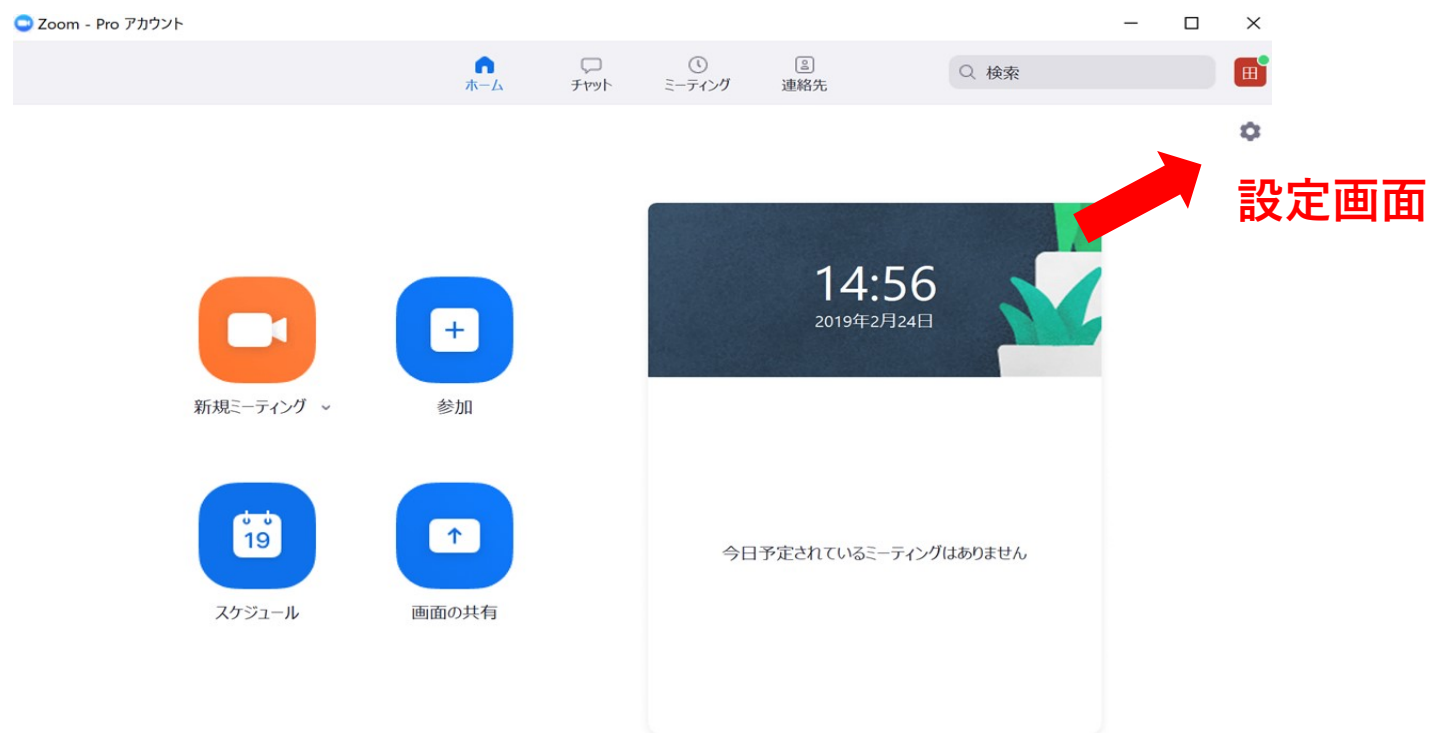 Zoom - Pro アカウント
ホーム
チャット
ミーティング
連絡先
検索
田
設定画面
14:56
2019年2月24日
新規ミーティング
参加
19
スケジュール
画面の共有
今日予定されているミーティングはありません